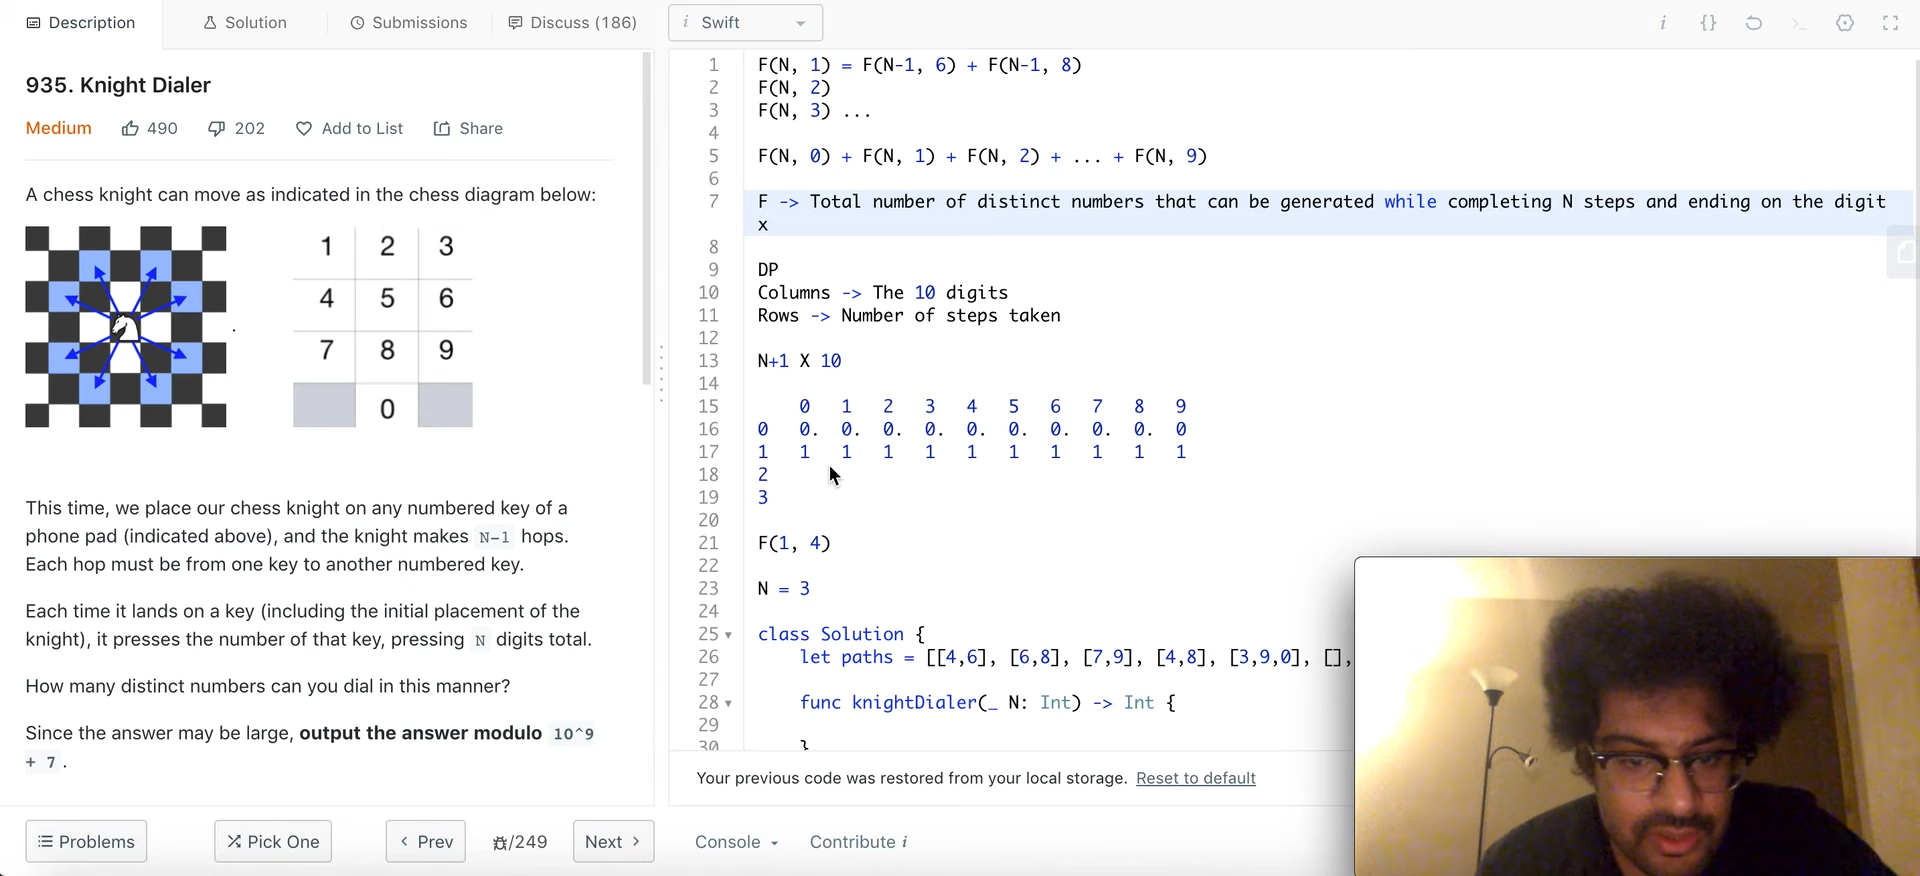 Description
Solution
Submissions
Discuss (186)
i Swift
i {} >_
935. Knight Dialer
Medium 490 202 Add to List Share
A chess knight can move as indicated in the chess diagram below:
1 2 3
4 5 6
7 8 9
0
.
This time, we place our chess knight on any numbered key of a
phone pad (indicated above), and the knight makes N-1 hops.
Each hop must be from one key to another numbered key.
Each time it lands on a key (including the initial placement of the
knight), it presses the number of that key, pressing N digits total.
How many distinct numbers can you dial in this manner?
Since the answer may be large, output the answer modulo 10^9
+ 7 .
1 F(N, 1) = F(N-1, 6) + F(N-1, 8)
2 F(N, 2)
3 F(N, 3) ...
4
5 F(N, 0) + F(N, 1) + F(N, 2) + ... + F(N, 9)
6
7 F -> Total number of distinct numbers that can be generated while completing N steps and ending on the digit
x
8
9 DP
10 Columns -> The 10 digits
11 Rows -> Number of steps taken
12
13 N+1 X 10
14
15 0 1 2 3 4 5 6 7 8 9
16 0 0. 0. 0. 0. 0. 0. 0. 0. 0. 0
17 1 1 1 1 1 1 1 1 1 1 1
18 2
19 3
20
21 F(1, 4)
22
23 N = 3
24
25 class Solution {
26 let paths = [[4,6], [6,8], [7,9], [4,8], [3,9,0], [],
27
28 func knightDialer(_ N: Int) -> Int {
29
30 }
Your previous code was restored from your local storage. Reset to default
Problems
Pick One
< Prev
/249
Next >
Console
Contribute i